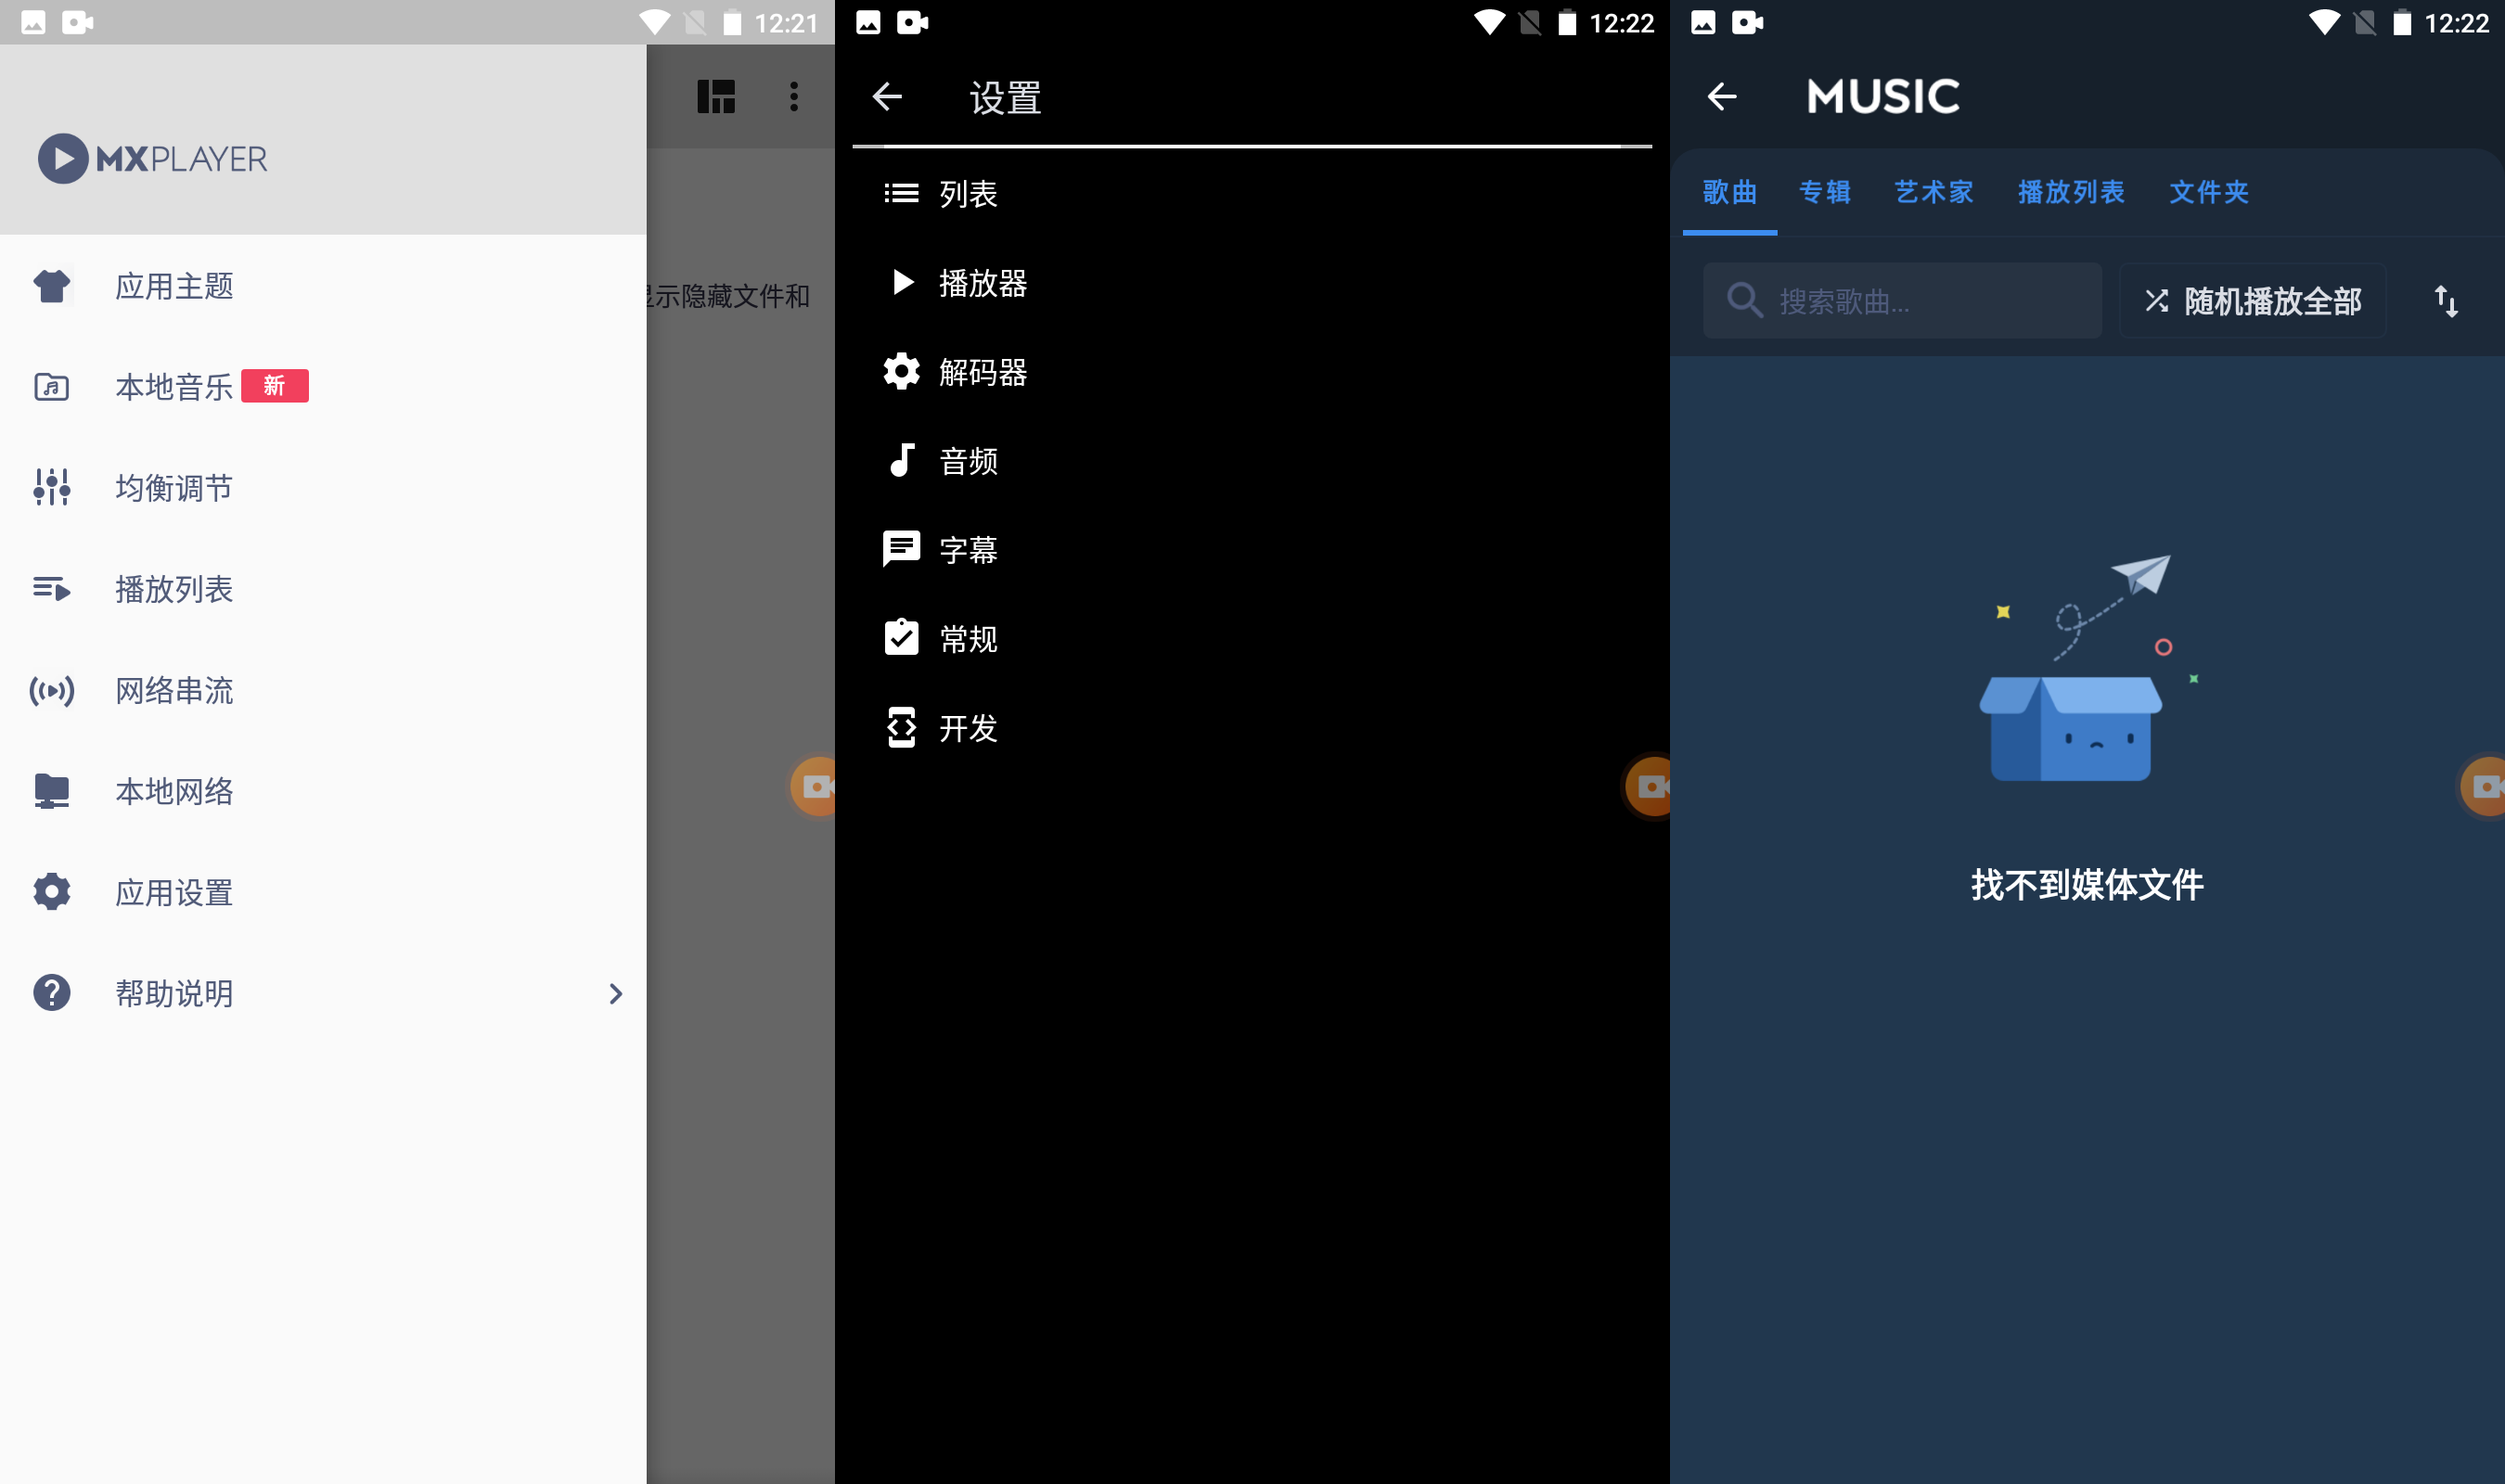 12:21
MXPLAYER
应用主题
本地音乐 新
均衡调节
播放列表
网络串流
本地网络
应用设置
帮助说明
示隐藏文件和
12:22
设置
列表
播放器
解码器
音频
字幕
常规
开发
12:22
MUSIC
歌曲 专辑 艺术家 播放列表 文件夹
搜索歌曲... 随机播放全部
找不到媒体文件